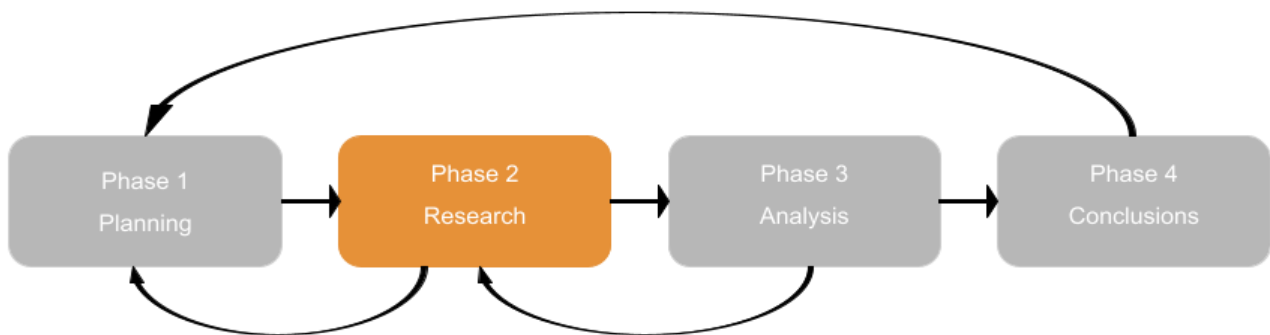 Phase 1
Planning
Phase 2
Research
Phase 3
Analysis
Phase 4
Conclusions